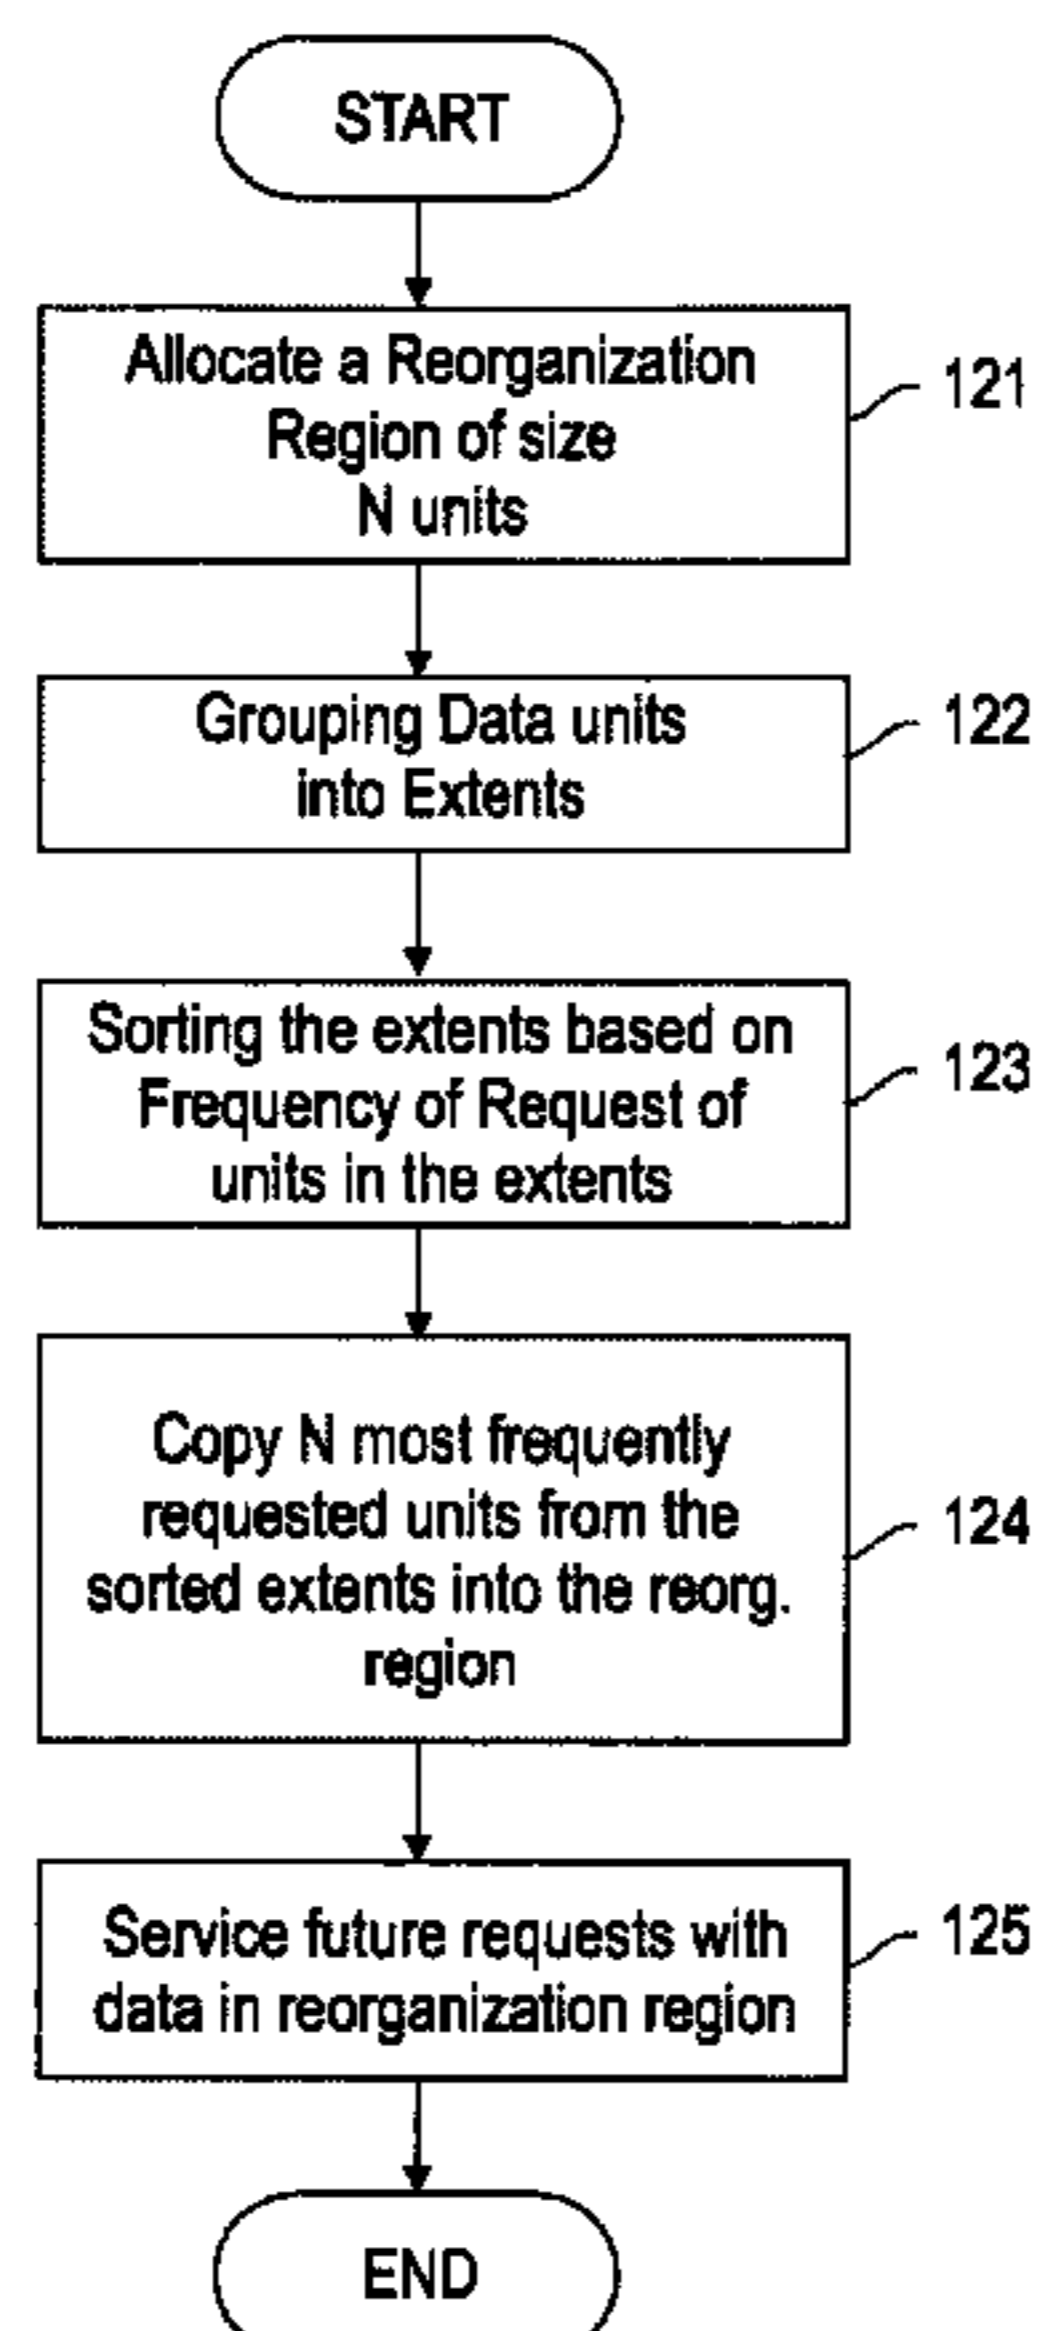 START
Allocate a Reorganization
Region of size
N units
121
Grouping Data units
into Extents
122
Sorting the extents based on
Frequency of Request of
units in the extents
123
Copy N most frequently
requested units from the
sorted extents into the reorg.
region
124
Service future requests with
data in reorganization region
125
END